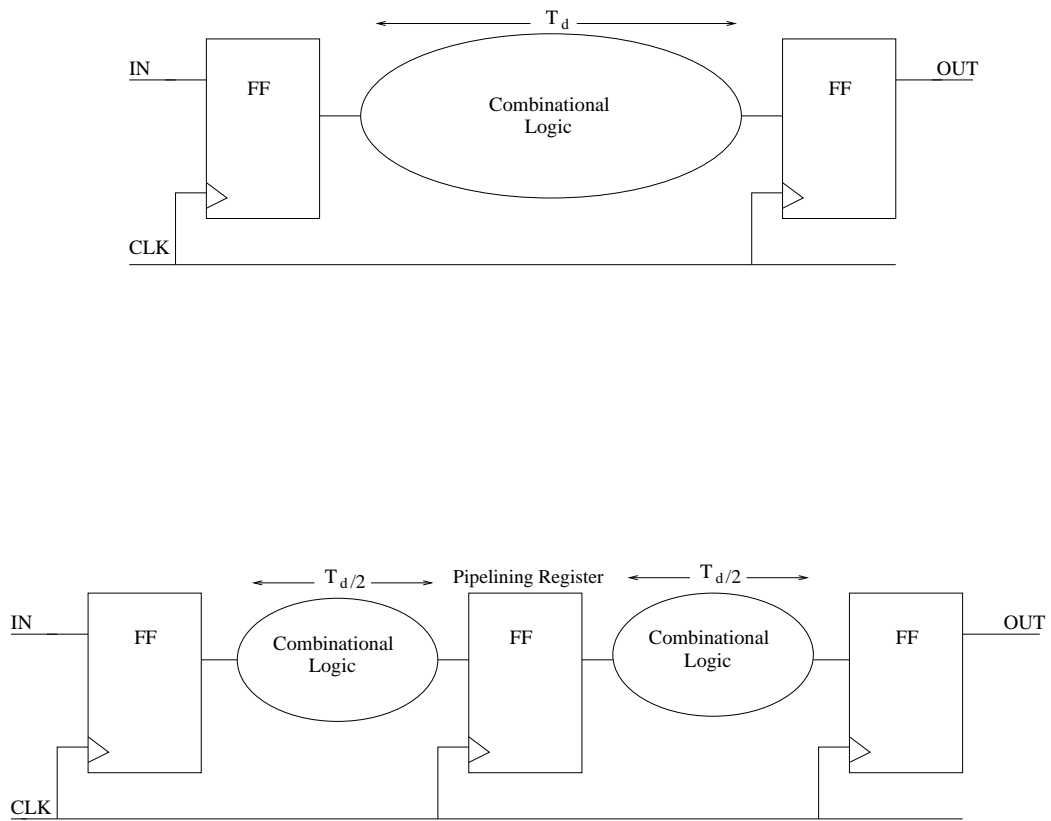 T d
IN
FF
FF
OUT
Combinational
Logic
CLK
T d/2
Pipelining Register
T d/2
IN
FF
FF
FF
OUT
Combinational
Logic
Combinational
Logic
CLK